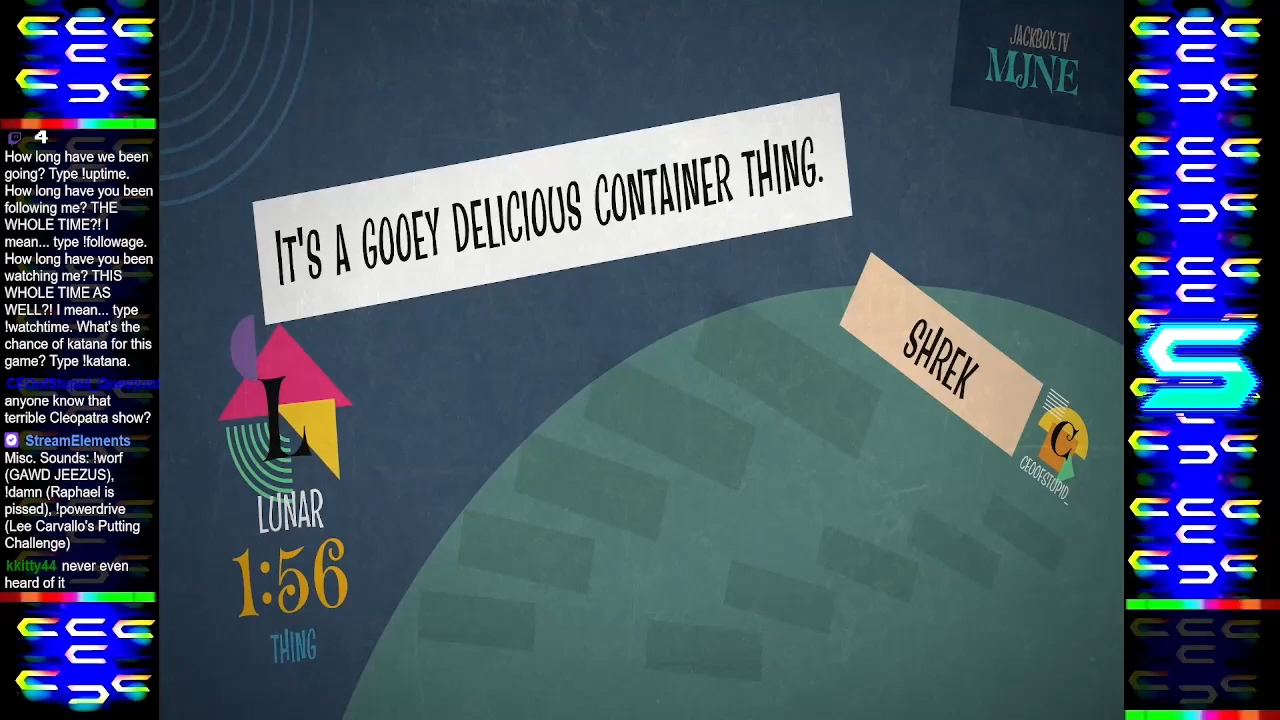 4
How long have we been
going? Type !uptime.
How long have you been
following me? THE
WHOLE TIME?! I
mean... type !followage.
How long have you been
watching me? THIS
WHOLE TIME AS
WELL?! I mean... type
!watchtime. What's the
chance of katana for this
game? Type !katana.
anyone know that
terrible Cleopatra show?
StreamElements
Misc. Sounds: !worf
(GAWD JEEZUS),
!damn (Raphael is
pissed), !powerdrive
(Lee Carvallo's Putting
Challenge)
kkitty44 never even
heard of it
JACKBOX.TV
MJNE
IT'S A GOOEY DELICIOUS CONTAINER THING.
SHREK
C
CEOOFSTUPID_
L
LUNAR
1:56
THING
S